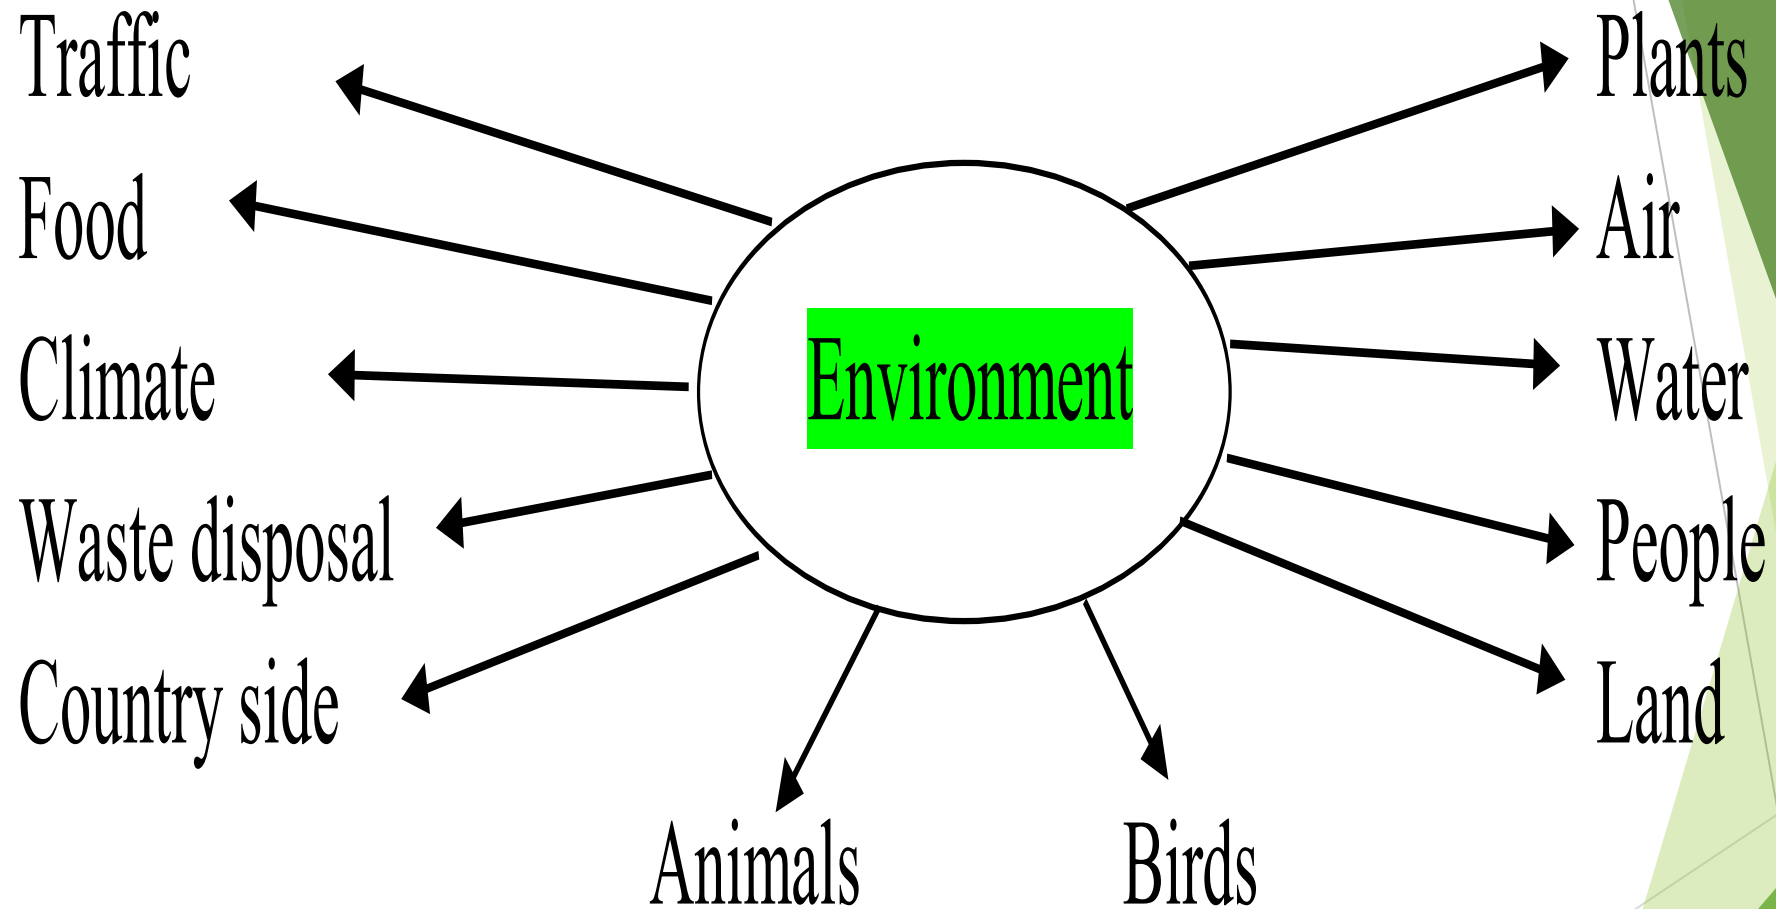 Traffic
Plants
Food
Air
Climate
Environment
Water
Waste disposal
People
Country side
Land
Animals
Birds